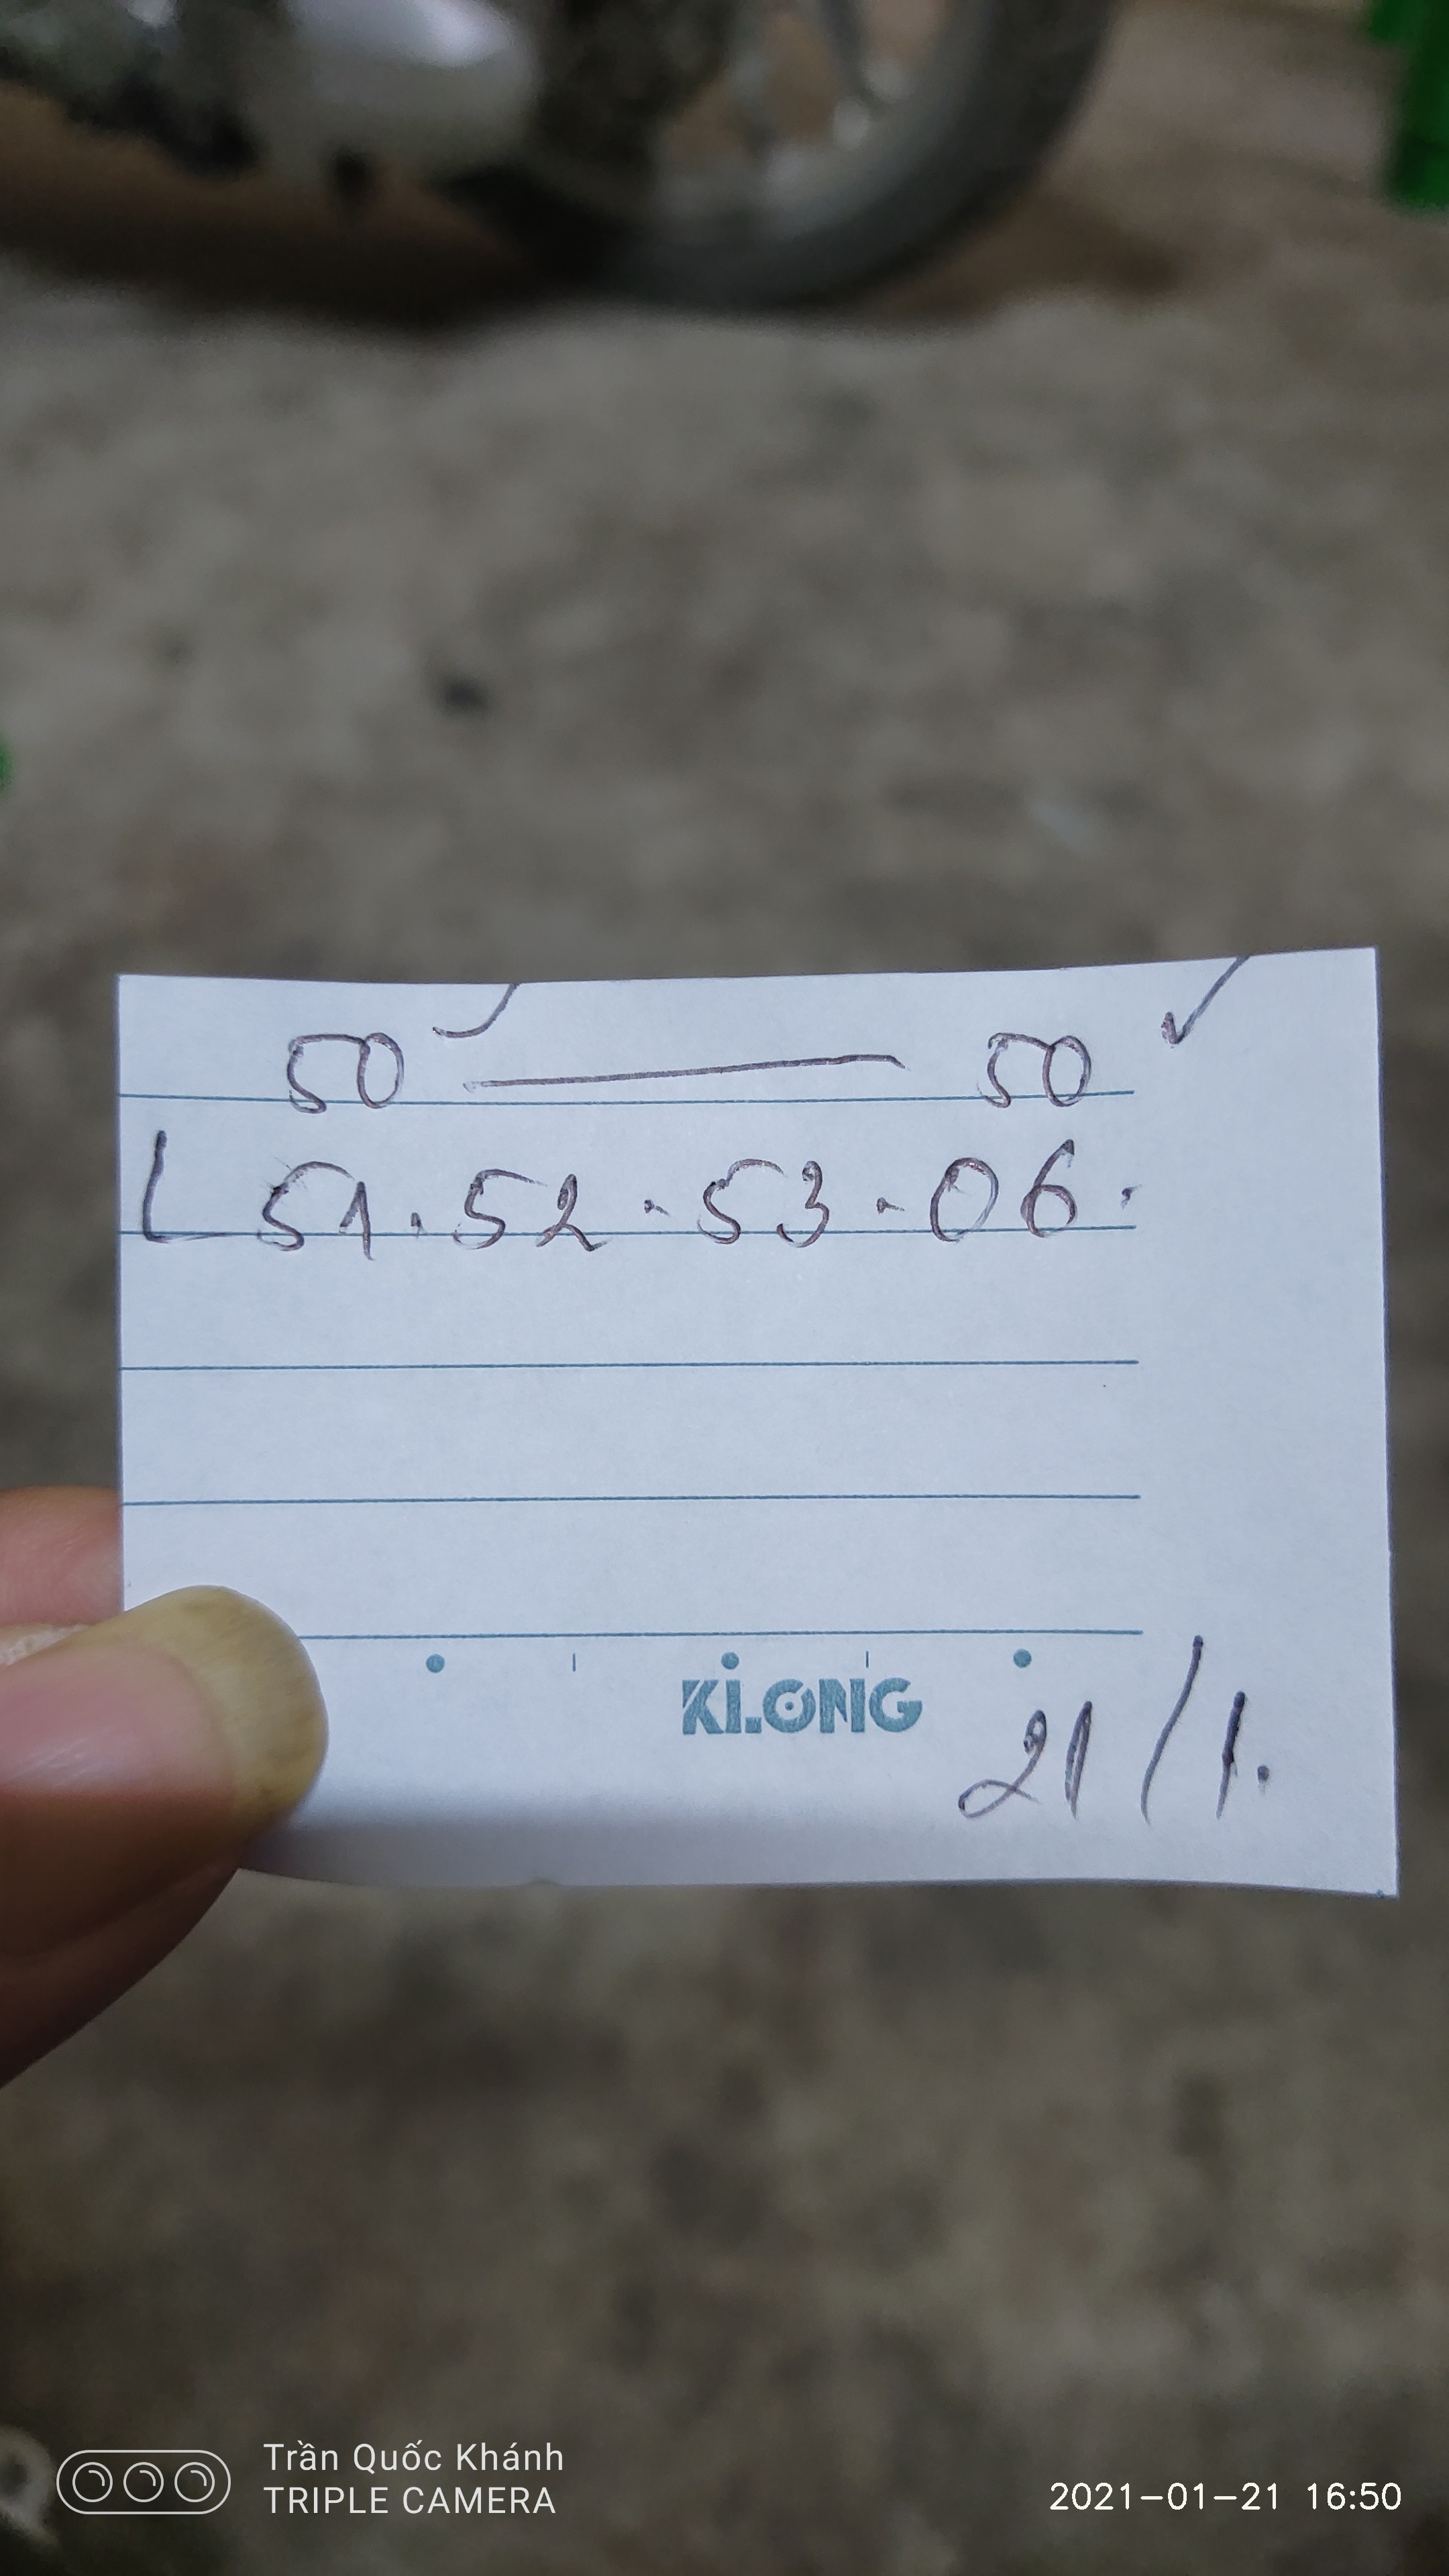 50 — 50
L 51.52.53.06.
KLONG
21/1.
Trần Quốc Khánh
TRIPLE CAMERA
2021-01-21 16:50